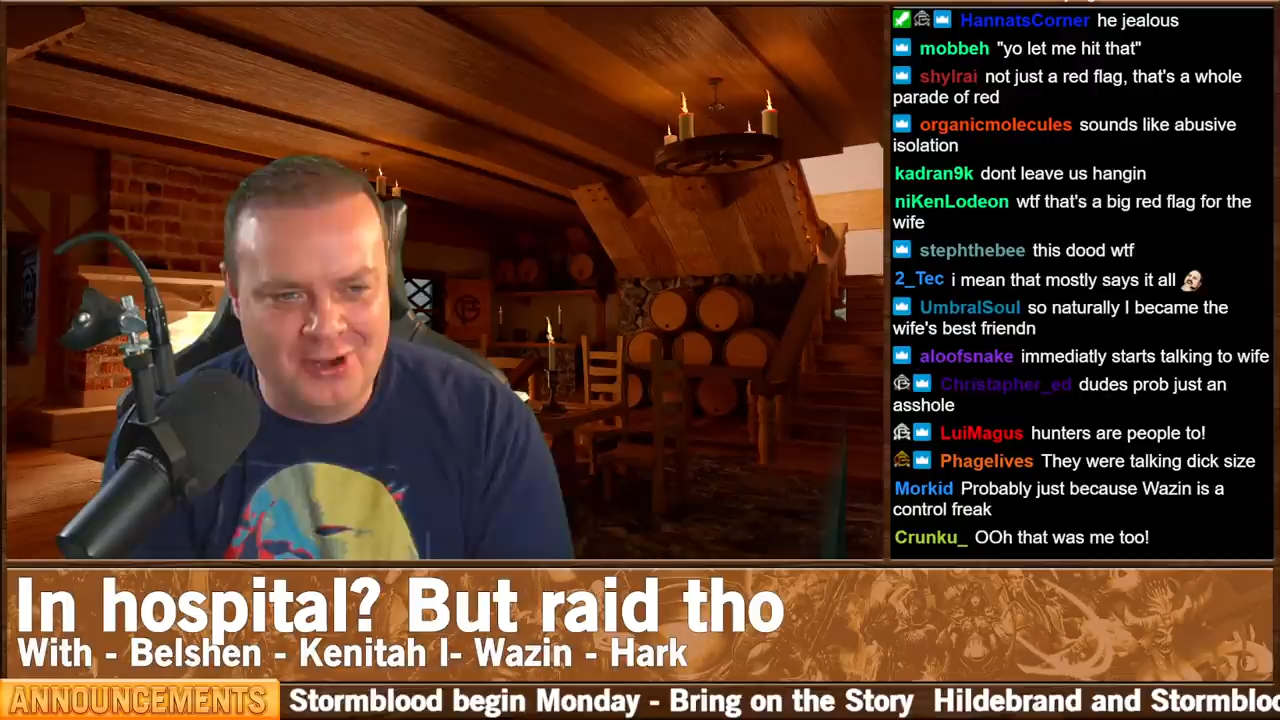 HannatsCorner he jealous
mobbeh "yo let me hit that"
shylrai not just a red flag, that's a whole
parade of red
organicmolecules sounds like abusive
isolation
kadran9k dont leave us hangin
niKenLodeon wtf that's a big red flag for the
wife
stephthebee this dood wtf
2_Tec i mean that mostly says it all
UmbralSoul so naturally I became the
wife's best friendn
aloofsnake immediatly starts talking to wife
Christapher_ed dudes prob just an
asshole
LuiMagus hunters are people to!
Phagelives They were talking dick size
Morkid Probably just because Wazin is a
control freak
Crunku_ OOh that was me too!
In hospital? But raid tho
With - Belshen - Kenitah I- Wazin - Hark
ANNOUNCEMENTS Stormblood begin Monday - Bring on the Story Hildebrand and Stormbloo